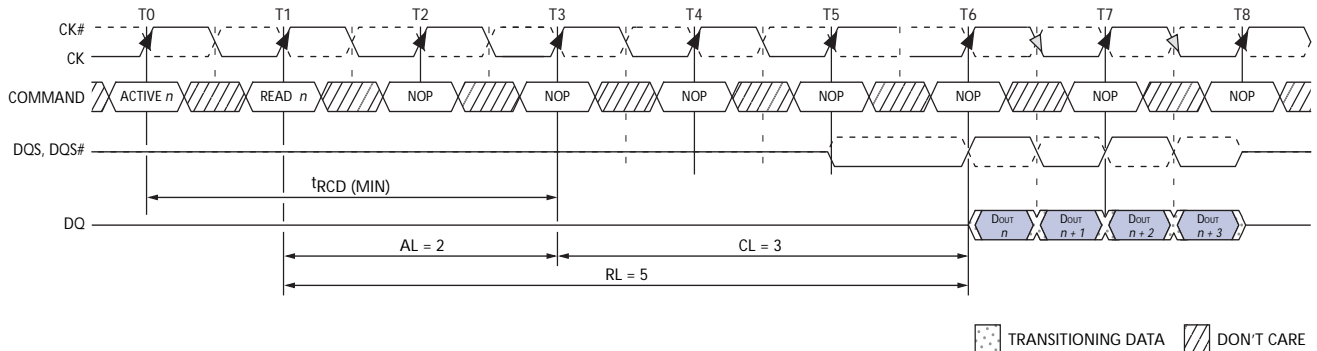 T0 T1 T2 T3 T4 T5 T6 T7 T8
CK#
CK
COMMAND ACTIVE n READ n NOP NOP NOP NOP NOP NOP NOP
DQS, DQS#
tRCD (MIN)
DQ DOUT n DOUT n + 1 DOUT n + 2 DOUT n + 3
AL = 2 CL = 3
RL = 5
TRANSITIONING DATA DON'T CARE